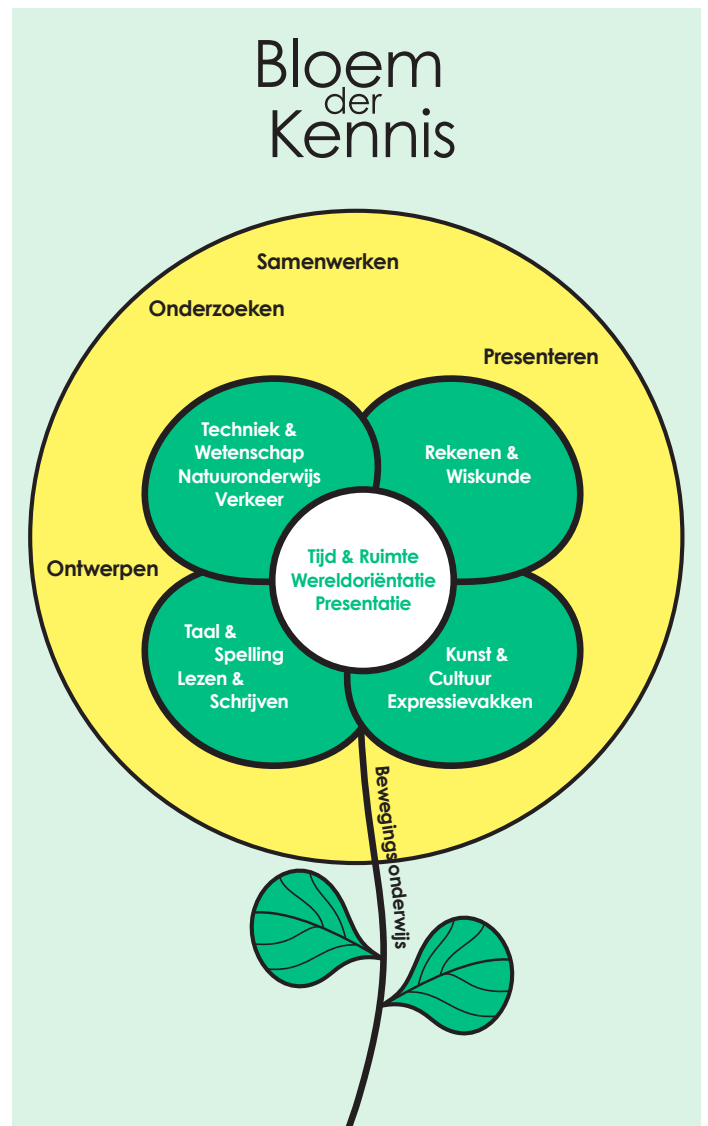 Bloem
der
Kennis
Samenwerken
Onderzoeken
Presenteren
Techniek &
Wetenschap
Natuuronderwijs
Verkeer
Rekenen &
Wiskunde
Tijd & Ruimte
Wereldoriëntatie
Presentatie
Ontwerpen
Taal &
Spelling
Lezen &
Schrijven
Kunst &
Cultuur
Expressievakken
Bewegingsonderwijs